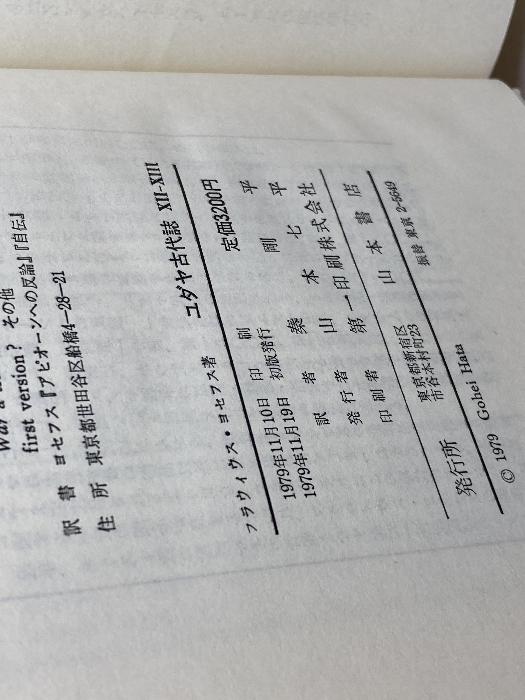 first version? その他
訳 書 ヨセフス『アピオーンへの反論』『自伝』
住 所 東京都世田谷区船橋4―28―21
ユダヤ古代誌 XII-XIII
フラウィウス・ヨセフス著 定価3200円
1979年11月10日 印 刷
1979年11月19日 初版発行
訳 者 秦 剛 平
発 行 者 山 本 七 平
印 刷 者 第一印刷株式会社
発行所 東京都新宿区市谷本村町23 山 本 書 店
振替 東京 2-6649
© 1979 Gohei Hata